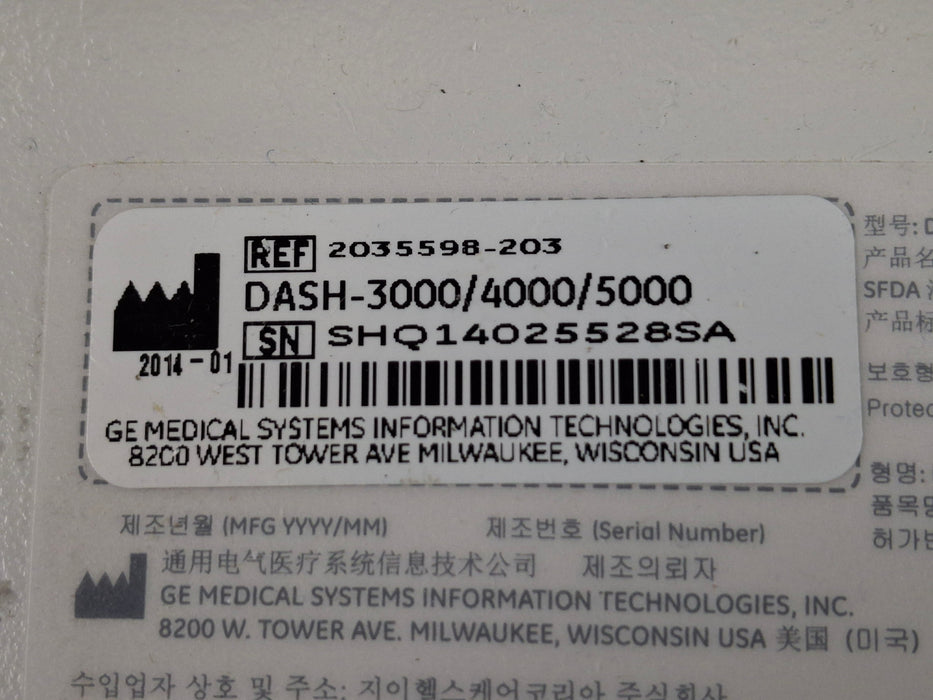 REF 2035598-203
DASH-3000/4000/5000
SN SHQ14025528SA
2014-01
GE MEDICAL SYSTEMS INFORMATION TECHNOLOGIES, INC.
8200 WEST TOWER AVE MILWAUKEE, WISCONSIN USA
型号:
产品名
SFDA
产品标
保护형
Protec
형명:
품목명
허가번
제조년월 (MFG YYYY/MM) 제조번호 (Serial Number)
通用电气医疗系统信息技术公司 제조의뢰자
GE MEDICAL SYSTEMS INFORMATION TECHNOLOGIES, INC.
8200 W. TOWER AVE. MILWAUKEE, WISCONSIN USA 美国 (미국)
수입업자 상호 및 주소: 지이헬스케어코리아 주식회사